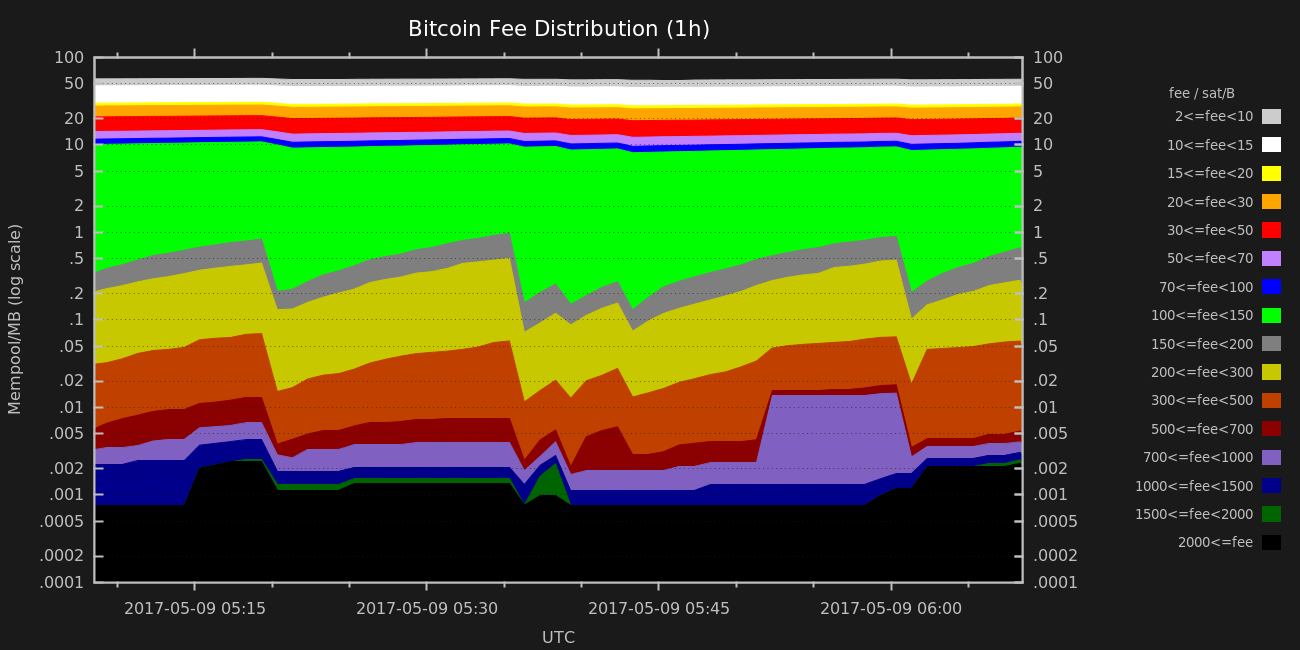 Bitcoin Fee Distribution (1h)
Mempool/MB (log scale)
100
50
20
10
5
2
1
.5
.2
.1
.05
.02
.01
.005
.002
.001
.0005
.0002
.0001
100
50
20
10
5
2
1
.5
.2
.1
.05
.02
.01
.005
.002
.001
.0005
.0002
.0001
2017-05-09 05:15
2017-05-09 05:30
2017-05-09 05:45
2017-05-09 06:00
UTC
fee / sat/B
2<=fee<10
10<=fee<15
15<=fee<20
20<=fee<30
30<=fee<50
50<=fee<70
70<=fee<100
100<=fee<150
150<=fee<200
200<=fee<300
300<=fee<500
500<=fee<700
700<=fee<1000
1000<=fee<1500
1500<=fee<2000
2000<=fee